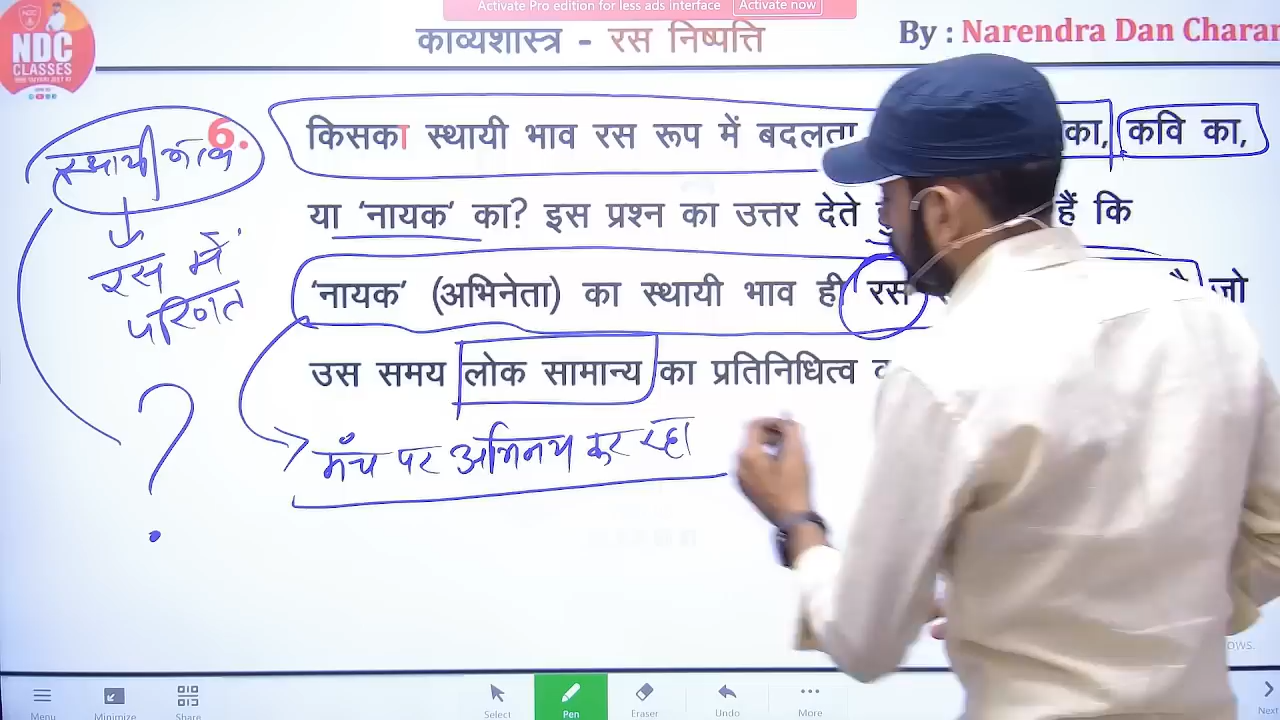 Activate Pro edition for less ads interface Activate now
काव्यशास्त्र - रस निष्पत्ति
By : Narendra Dan Charan
NDC
CLASSES
6.
किसका स्थायी भाव रस रूप में बदलता का, कवि का,
या ‘नायक’ का? इस प्रश्न का उत्तर देते हैं कि
‘नायक’ (अभिनेता) का स्थायी भाव ही रस जो
उस समय लोक सामान्य का प्रतिनिधित्व
स्थायी भाव
रस में
परिणत
?
मँच पर अभिनय कर रहा
Menu Minimize Share Select Pen Eraser Undo More Next